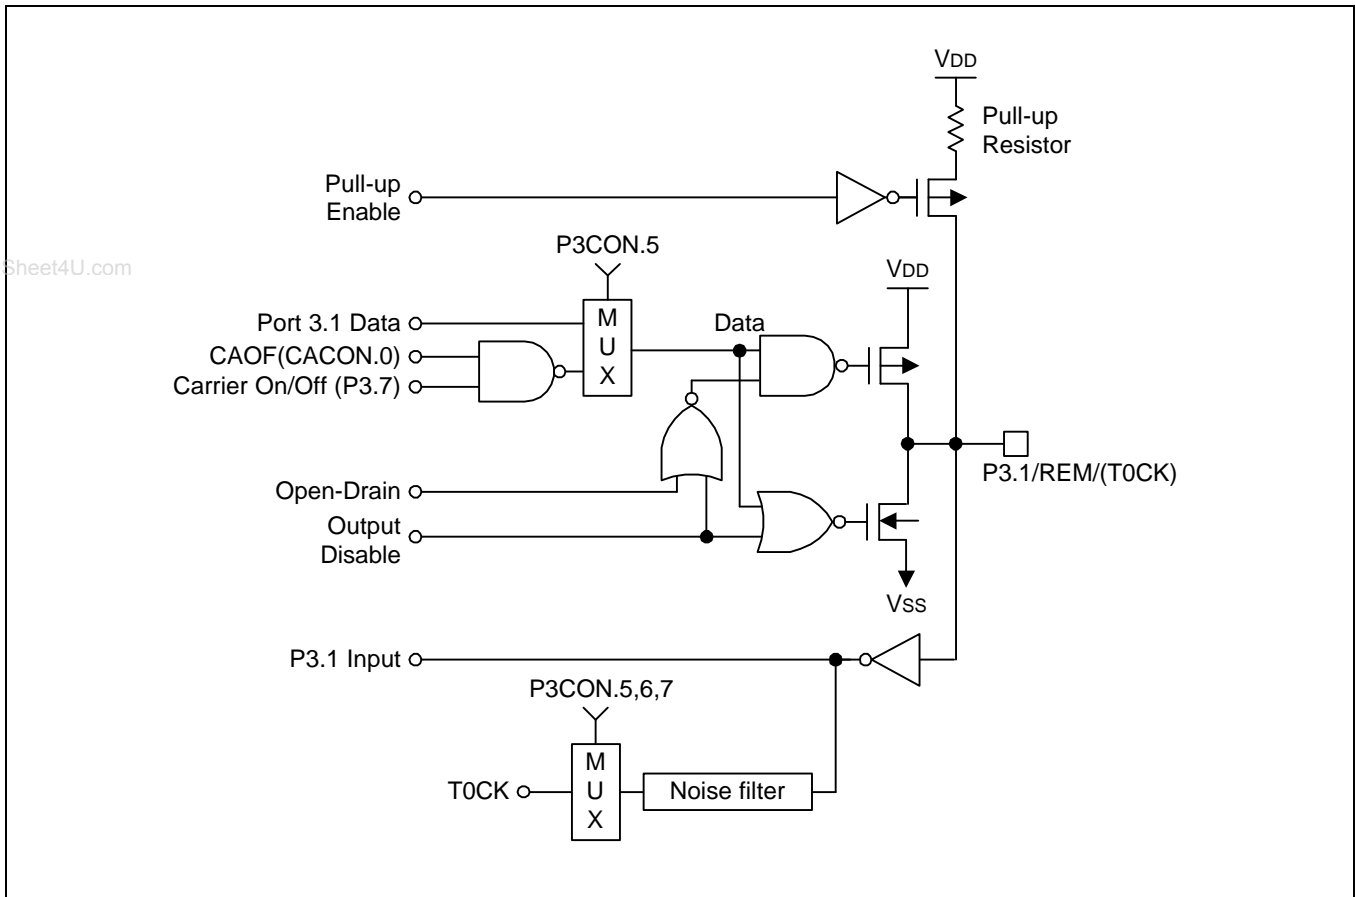 VDD
Pull-up
Resistor
Pull-up
Enable
P3CON.5
Sheet4U.com
VDD
Port 3.1 Data
M
U
X
Data
CAOF(CACON.0)
Carrier On/Off (P3.7)
P3.1/REM/(T0CK)
Open-Drain
Output
Disable
VSS
P3.1 Input
P3CON.5,6,7
M
U
X
T0CK
Noise filter